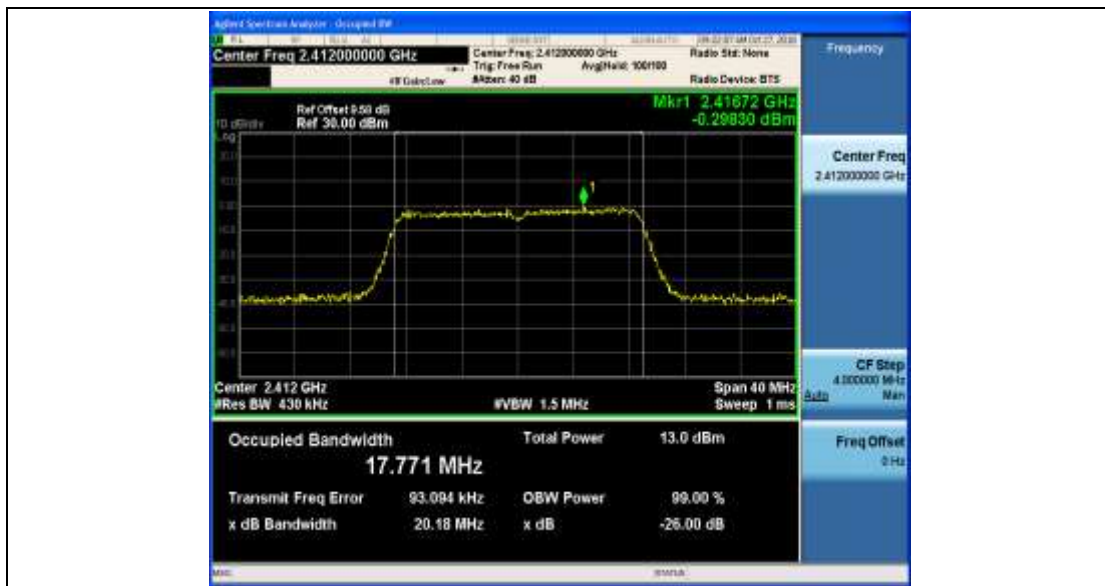 Agilent Spectrum Analyzer - Occupied BW
Center Freq 2.412000000 GHz
Center Freq: 2.412000000 GHz
Radio Std: None
Trig: Free Run
Avg|Hold: 100/100
#IFGain:Low
#Atten: 40 dB
Radio Device: BTS
Frequency
Ref Offset 9.58 dB
10 dB/div
Ref 30.00 dBm
Log
Mkr1 2.41672 GHz
-0.29830 dBm
1
Center Freq
2.412000000 GHz
Center 2.412 GHz
Span 40 MHz
#Res BW 430 kHz
#VBW 1.5 MHz
Sweep 1 ms
CF Step
4.000000 MHz
Auto
Man
Freq Offset
0 Hz
Occupied Bandwidth
17.771 MHz
Total Power
13.0 dBm
Transmit Freq Error
93.094 kHz
OBW Power
99.00 %
x dB Bandwidth
20.18 MHz
x dB
-26.00 dB
MSG
STATUS